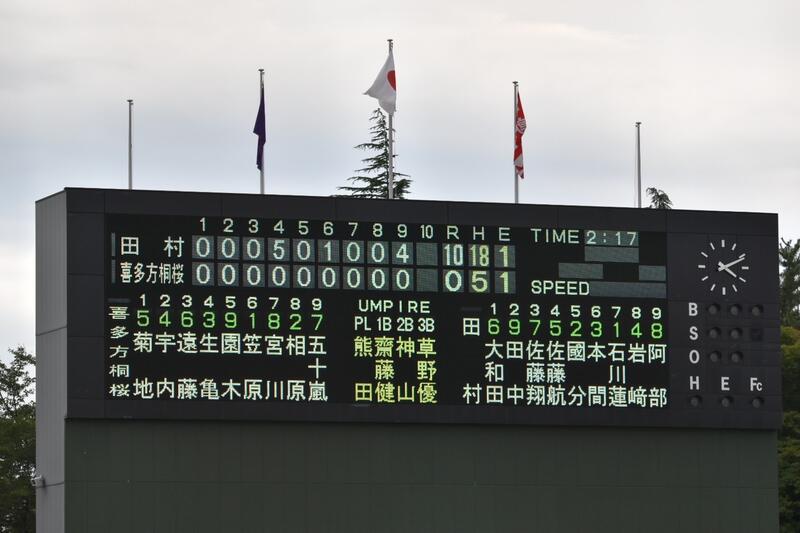 1 2 3 4 5 6 7 8 9 10 R H E TIME 2:17
田村 0 0 0 5 0 1 0 0 4 10 18 1
喜多方桐桜 0 0 0 0 0 0 0 0 0 0 5 1 SPEED
喜多方桐桜
1 2 3 4 5 6 7 8 9
5 4 6 3 9 1 8 2 7
菊地 宇内 遠藤 生亀 園木 笠原 宮川 相原 五十嵐
UMPIRE
PL 1B 2B 3B
熊田 齋藤健 神山 草野優
田村
1 2 3 4 5 6 7 8 9
6 9 7 5 2 3 1 4 8
大和田 田中 佐藤翔 佐藤航 國分 本間 石川蓮 岩﨑 阿部
B
S
O
H E Fc